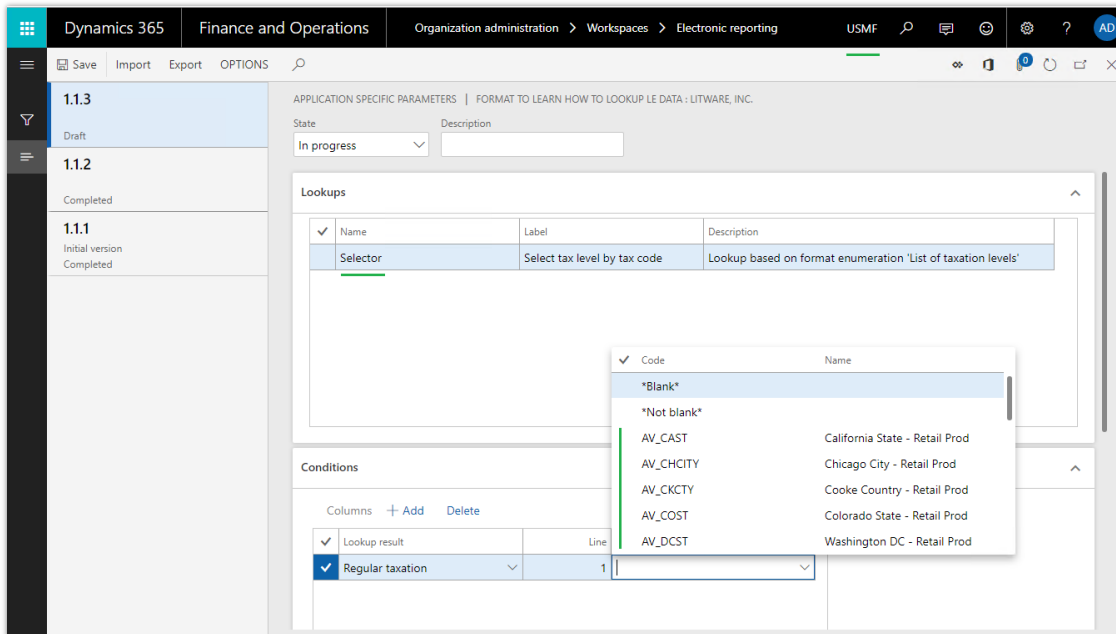 Dynamics 365 Finance and Operations Organization administration > Workspaces > Electronic reporting USMF ? AD
Save Import Export OPTIONS 0
1.1.3
Draft
1.1.2
Completed
1.1.1
Initial version
Completed
APPLICATION SPECIFIC PARAMETERS | FORMAT TO LEARN HOW TO LOOKUP LE DATA : LITWARE, INC.
State Description
In progress
Lookups
Name Label Description
Selector Select tax level by tax code Lookup based on format enumeration 'List of taxation levels'
Code Name
*Blank*
*Not blank*
AV_CAST California State - Retail Prod
AV_CHCITY Chicago City - Retail Prod
AV_CKCTY Cooke Country - Retail Prod
AV_COST Colorado State - Retail Prod
AV_DCST Washington DC - Retail Prod
Conditions
Columns + Add Delete
Lookup result Line
Regular taxation 1